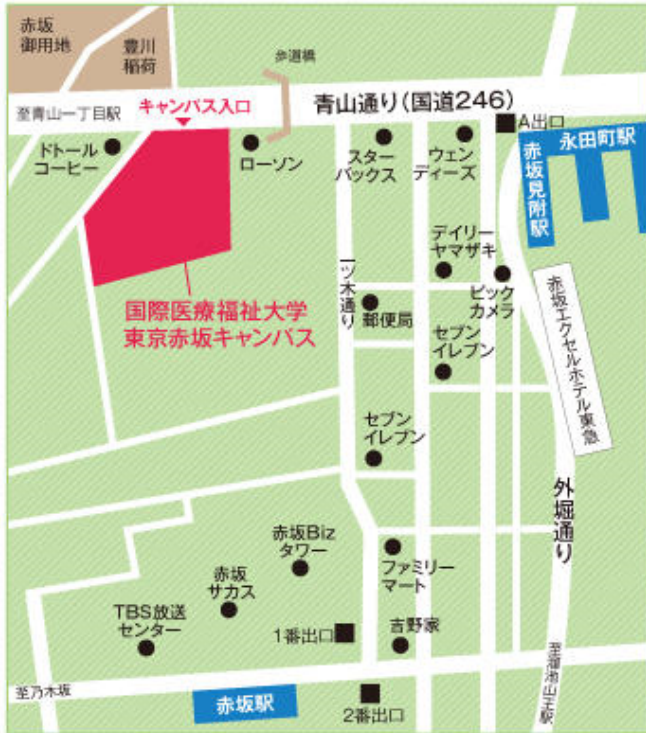 赤坂
御用地
豊川
稲荷
歩道橋
至青山一丁目駅
キャンパス入口
青山通り(国道246)
A出口
永田町駅
赤坂見附駅
ドトール
コーヒー
ローソン
スター
バックス
ウェン
ディーズ
デイリー
ヤマザキ
一ツ木通り
ビック
カメラ
赤坂エクセルホテル東急
国際医療福祉大学
東京赤坂キャンパス
郵便局
セブン
イレブン
セブン
イレブン
外堀通り
赤坂Biz
タワー
ファミリー
マート
赤坂
サカス
TBS放送
センター
1番出口
吉野家
至溜池山王駅
至乃木坂
赤坂駅
2番出口